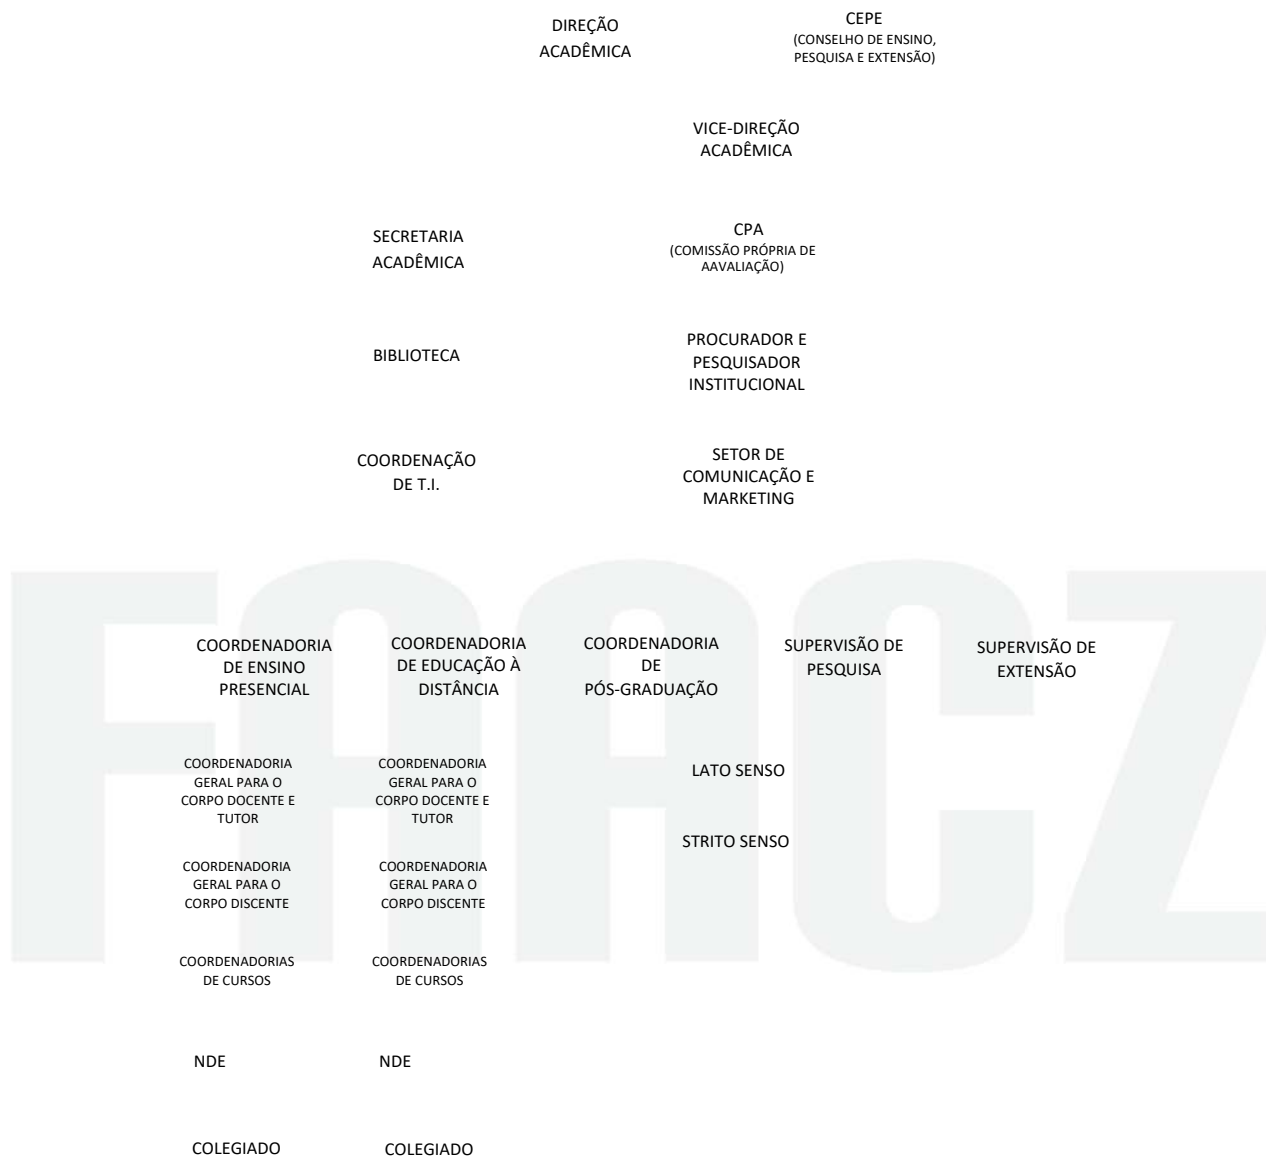 DIREÇÃO
ACADÊMICA
CEPE
(CONSELHO DE ENSINO,
PESQUISA E EXTENSÃO)
VICE-DIREÇÃO
ACADÊMICA
SECRETARIA
ACADÊMICA
CPA
(COMISSÃO PRÓPRIA DE
AAVALIAÇÃO)
BIBLIOTECA
PROCURADOR E
PESQUISADOR
INSTITUCIONAL
COORDENAÇÃO
DE T.I.
SETOR DE
COMUNICAÇÃO E
MARKETING
FAACZ
COORDENADORIA
DE ENSINO
PRESENCIAL
COORDENADORIA
DE EDUCAÇÃO À
DISTÂNCIA
COORDENADORIA
DE
PÓS-GRADUAÇÃO
SUPERVISÃO DE
PESQUISA
SUPERVISÃO DE
EXTENSÃO
COORDENADORIA
GERAL PARA O
CORPO DOCENTE E
TUTOR
COORDENADORIA
GERAL PARA O
CORPO DOCENTE E
TUTOR
LATO SENSO
STRITO SENSO
COORDENADORIA
GERAL PARA O
CORPO DISCENTE
COORDENADORIA
GERAL PARA O
CORPO DISCENTE
COORDENADORIAS
DE CURSOS
COORDENADORIAS
DE CURSOS
NDE
NDE
COLEGIADO
COLEGIADO